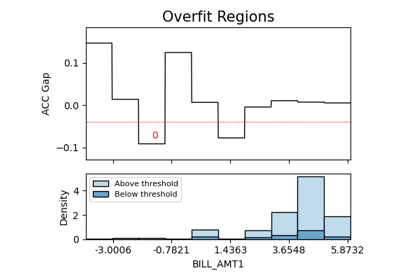 Overfit Regions
ACC Gap
0.1
0.0
−0.1
0
Density
4
2
0
Above threshold
Below threshold
-3.0006
-0.7821
1.4363
3.6548
5.8732
BILL_AMT1